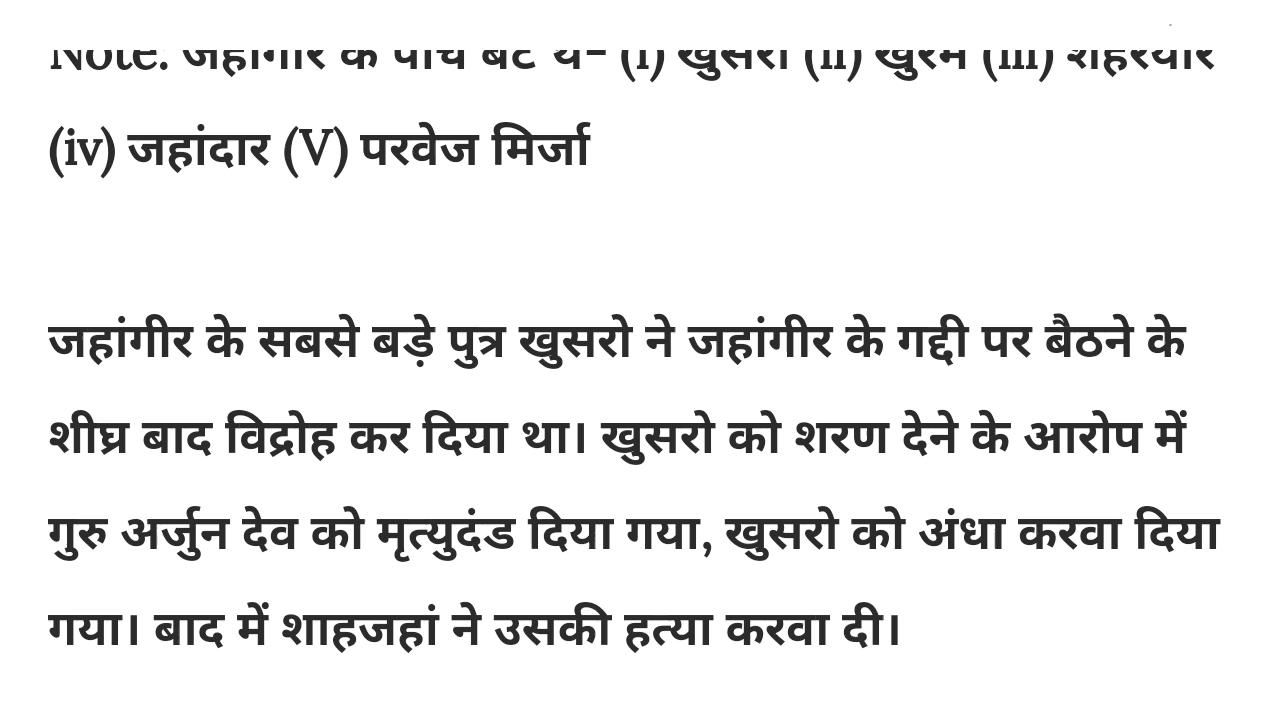 Note: जहांगीर के पांच बेटे थे- (i) खुसरो (ii) खुर्रम (iii) शहरयार
(iv) जहांदार (V) परवेज मिर्जा
जहांगीर के सबसे बड़े पुत्र खुसरो ने जहांगीर के गद्दी पर बैठने के
शीघ्र बाद विद्रोह कर दिया था। खुसरो को शरण देने के आरोप में
गुरु अर्जुन देव को मृत्युदंड दिया गया, खुसरो को अंधा करवा दिया
गया। बाद में शाहजहां ने उसकी हत्या करवा दी।